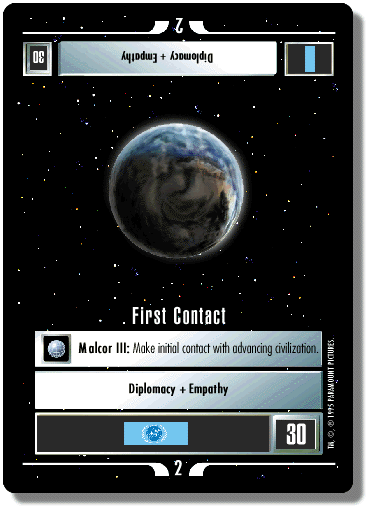 2
30
Diplomacy + Empathy
First Contact
Malcor III: Make initial contact with advancing civilization.
Diplomacy + Empathy
30
2
TM, ©, ® 1995 PARAMOUNT PICTURES.